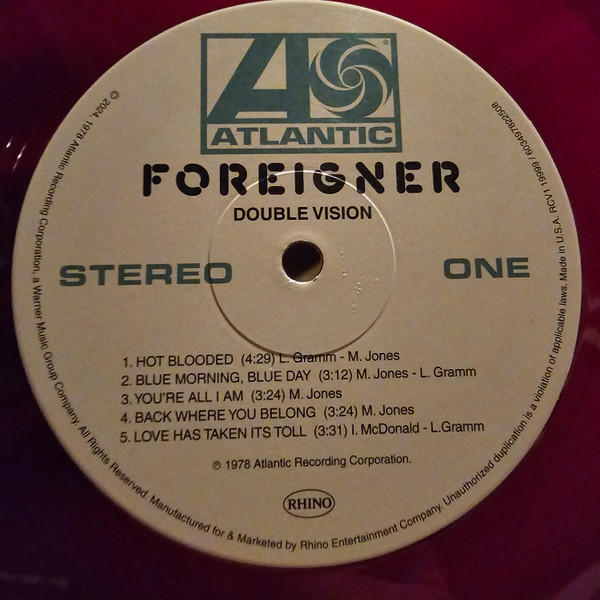 ATLANTIC
FOREIGNER
DOUBLE VISION
STEREO
ONE
1. HOT BLOODED (4:29) L. Gramm - M. Jones
2. BLUE MORNING, BLUE DAY (3:12) M. Jones - L. Gramm
3. YOU'RE ALL I AM (3:24) M. Jones
4. BACK WHERE YOU BELONG (3:24) M. Jones
5. LOVE HAS TAKEN ITS TOLL (3:31) I. McDonald - L.Gramm
℗ 1978 Atlantic Recording Corporation.
RHINO
© 2024, 1978 Atlantic Recording Corporation, a Warner Music Group Company. All Rights Reserved. Manufactured for & Marketed by Rhino Entertainment Company. Unauthorized duplication is a violation of applicable laws. Made in U.S.A. RCV1 19999 / 603497822508